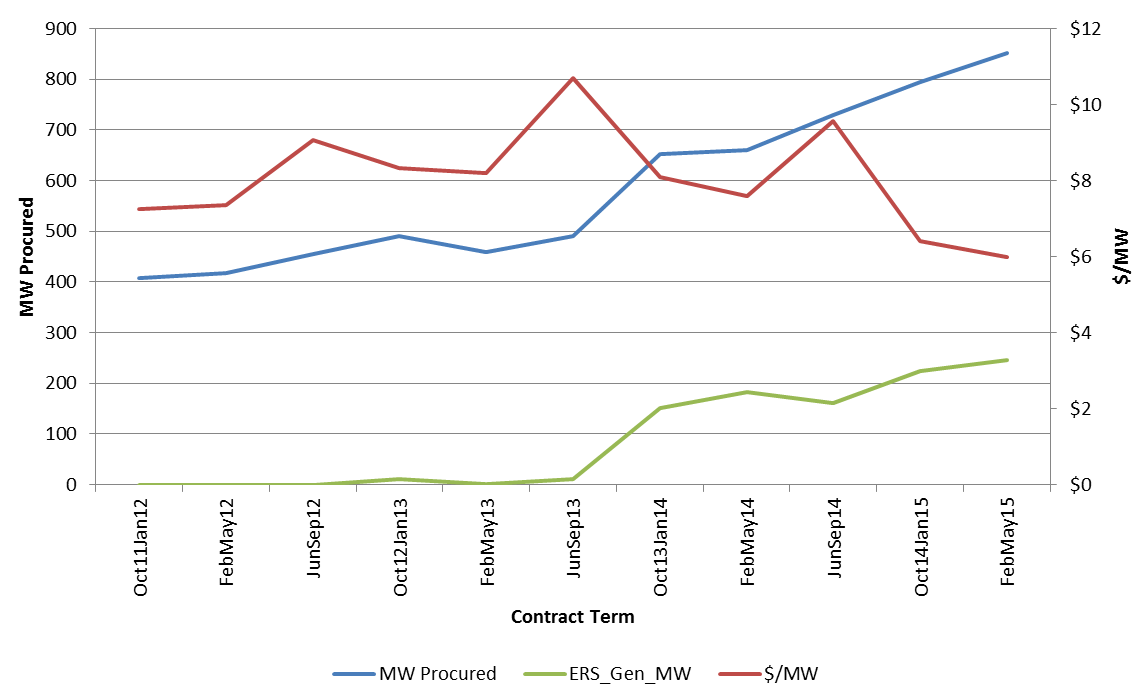 900
800
700
600
500
400
300
200
100
0
MW Procured
$12
$10
$8
$6
$4
$2
$0
$/MW
Oct11Jan12
FebMay12
JunSep12
Oct12Jan13
FebMay13
JunSep13
Oct13Jan14
FebMay14
JunSep14
Oct14Jan15
FebMay15
Contract Term
MW Procured ERS_Gen_MW $/MW